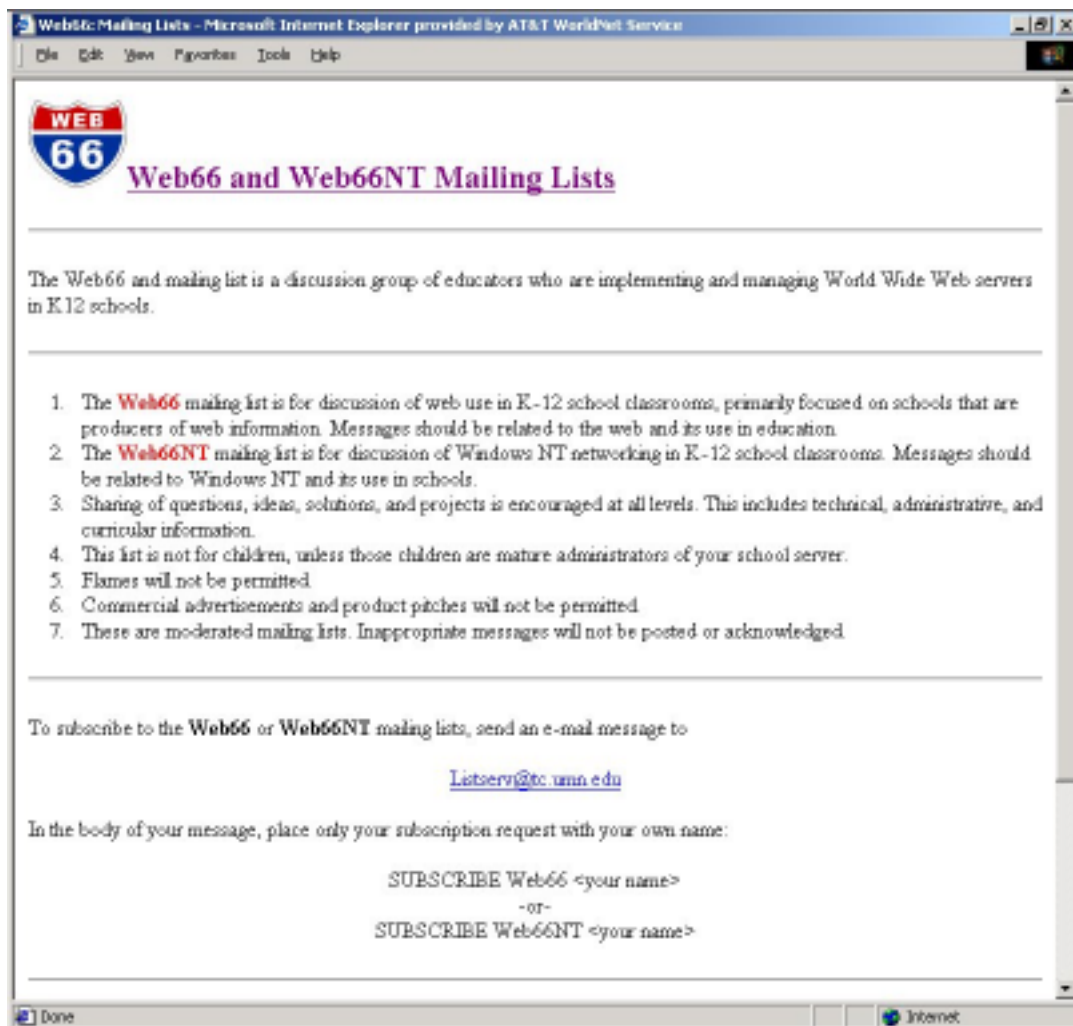 Web66: Mailing Lists - Microsoft Internet Explorer provided by AT&T WorldNet Service
File Edit View Favorites Tools Help
WEB
66
Web66 and Web66NT Mailing Lists
The Web66 and mailing list is a discussion group of educators who are implementing and managing World Wide Web servers
in K12 schools.
1. The Web66 mailing list is for discussion of web use in K-12 school classrooms, primarily focused on schools that are
producers of web information. Messages should be related to the web and its use in education.
2. The Web66NT mailing list is for discussion of Windows NT networking in K-12 school classrooms. Messages should
be related to Windows NT and its use in schools.
3. Sharing of questions, ideas, solutions, and projects is encouraged at all levels. This includes technical, administrative, and
curricular information.
4. This list is not for children, unless those children are mature administrators of your school server.
5. Flames will not be permitted.
6. Commercial advertisements and product pitches will not be permitted.
7. These are moderated mailing lists. Inappropriate messages will not be posted or acknowledged.
To subscribe to the Web66 or Web66NT mailing lists, send an e-mail message to
Listserv@tc.umn.edu
In the body of your message, place only your subscription request with your own name:
SUBSCRIBE Web66 <your name>
-or-
SUBSCRIBE Web66NT <your name>
Done
Internet